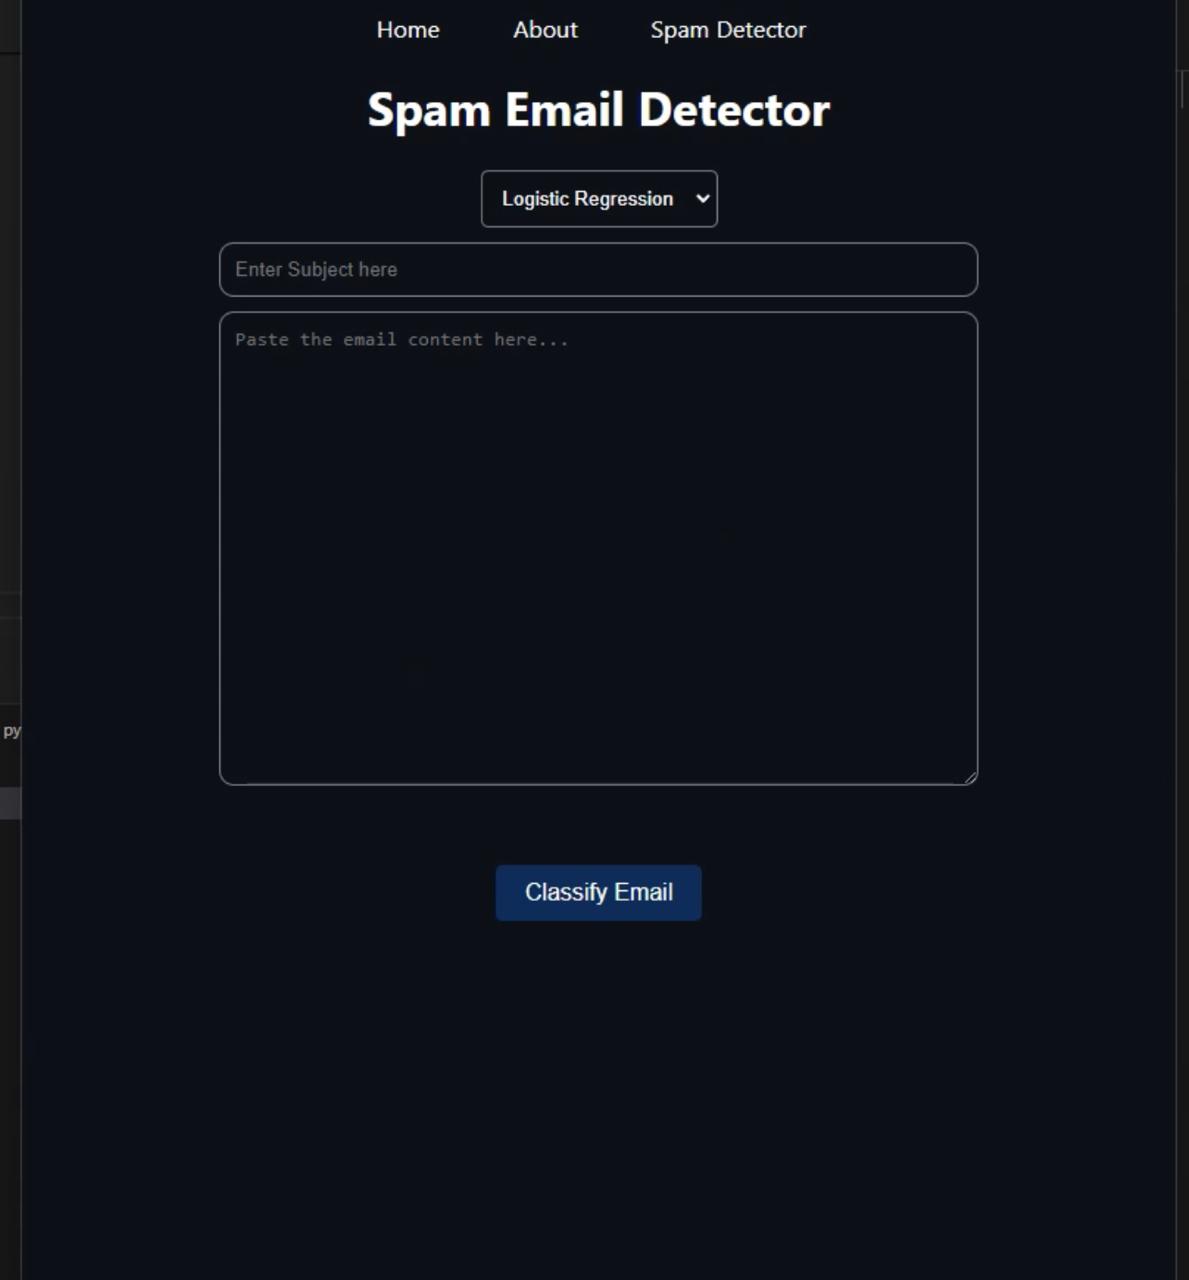 Home About Spam Detector
Spam Email Detector
Logistic Regression
Enter Subject here
Paste the email content here...
py
Classify Email